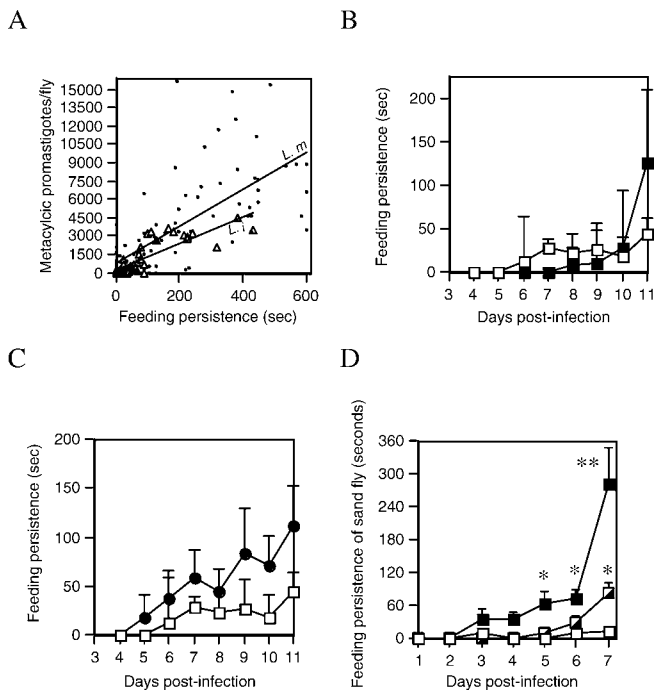 A
Metacylcic promastigotes/fly
15000
13500
12000
10500
9000
7500
6000
4500
3000
1500
0
L. m
L. i
0 200 400 600
Feeding persistence (sec)
B
Feeding persistence (sec)
200
150
100
50
0
3 4 5 6 7 8 9 10 11
Days post-infection
C
Feeding persistence (sec)
200
150
100
50
0
3 4 5 6 7 8 9 10 11
Days post-infection
D
Feeding persistence of sand fly (seconds)
360
300
240
180
120
60
0
**
* * *
1 2 3 4 5 6 7
Days post-infection